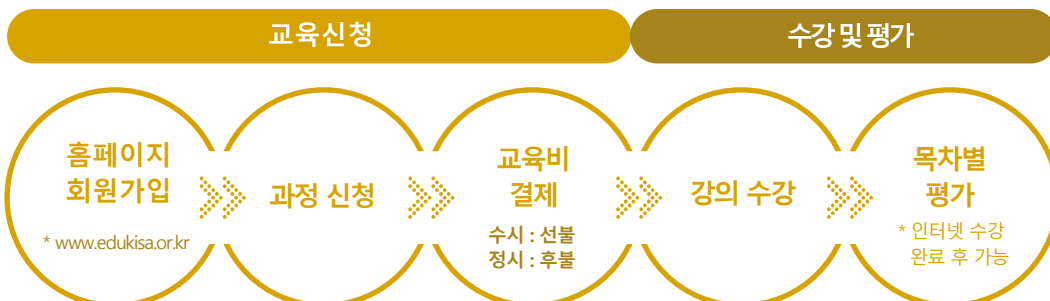 교육신청
수강 및 평가
홈페이지
회원가입
* www.edukisa.or.kr
과정 신청
교육비
결제
수시 : 선불
정시 : 후불
강의 수강
목차별
평가
* 인터넷 수강
완료 후 가능